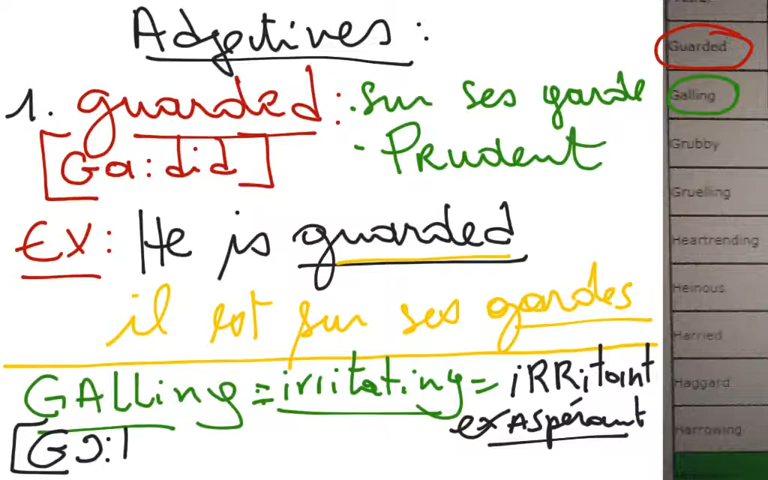 Adjectives:
1. guarded: · sur ses garde
[Ga:did] · Prudent
EX: He is guarded
il est sur ses gardes
GAlling = irritating = iRRitant
exAspérant
[Gɔ:l
Guarded
Galling
Grubby
Gruelling
Heartrending
Heinous
Harried
Haggard
Harrowing